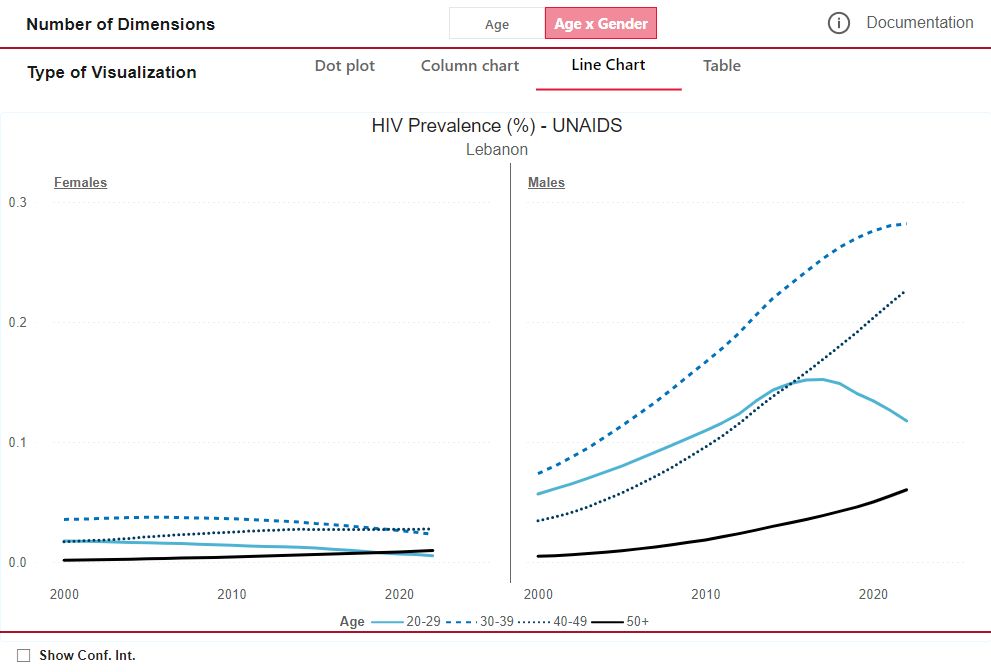 Number of Dimensions
Age
Age x Gender
Documentation
Type of Visualization
Dot plot
Column chart
Line Chart
Table
HIV Prevalence (%) - UNAIDS
Lebanon
Females
Males
0.3
0.2
0.1
0.0
2000 2010 2020
2000 2010 2020
Age 20-29 30-39 40-49 50+
Show Conf. Int.